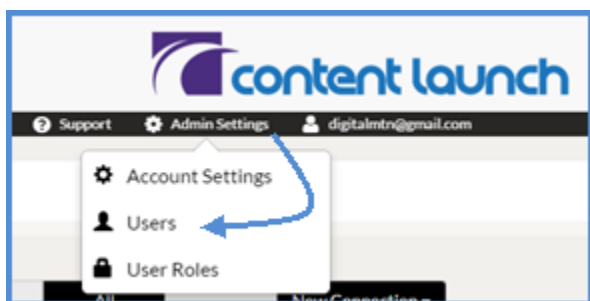 content launch
Support Admin Settings digitalmtn@gmail.com
Account Settings
Users
User Roles
All New Connection